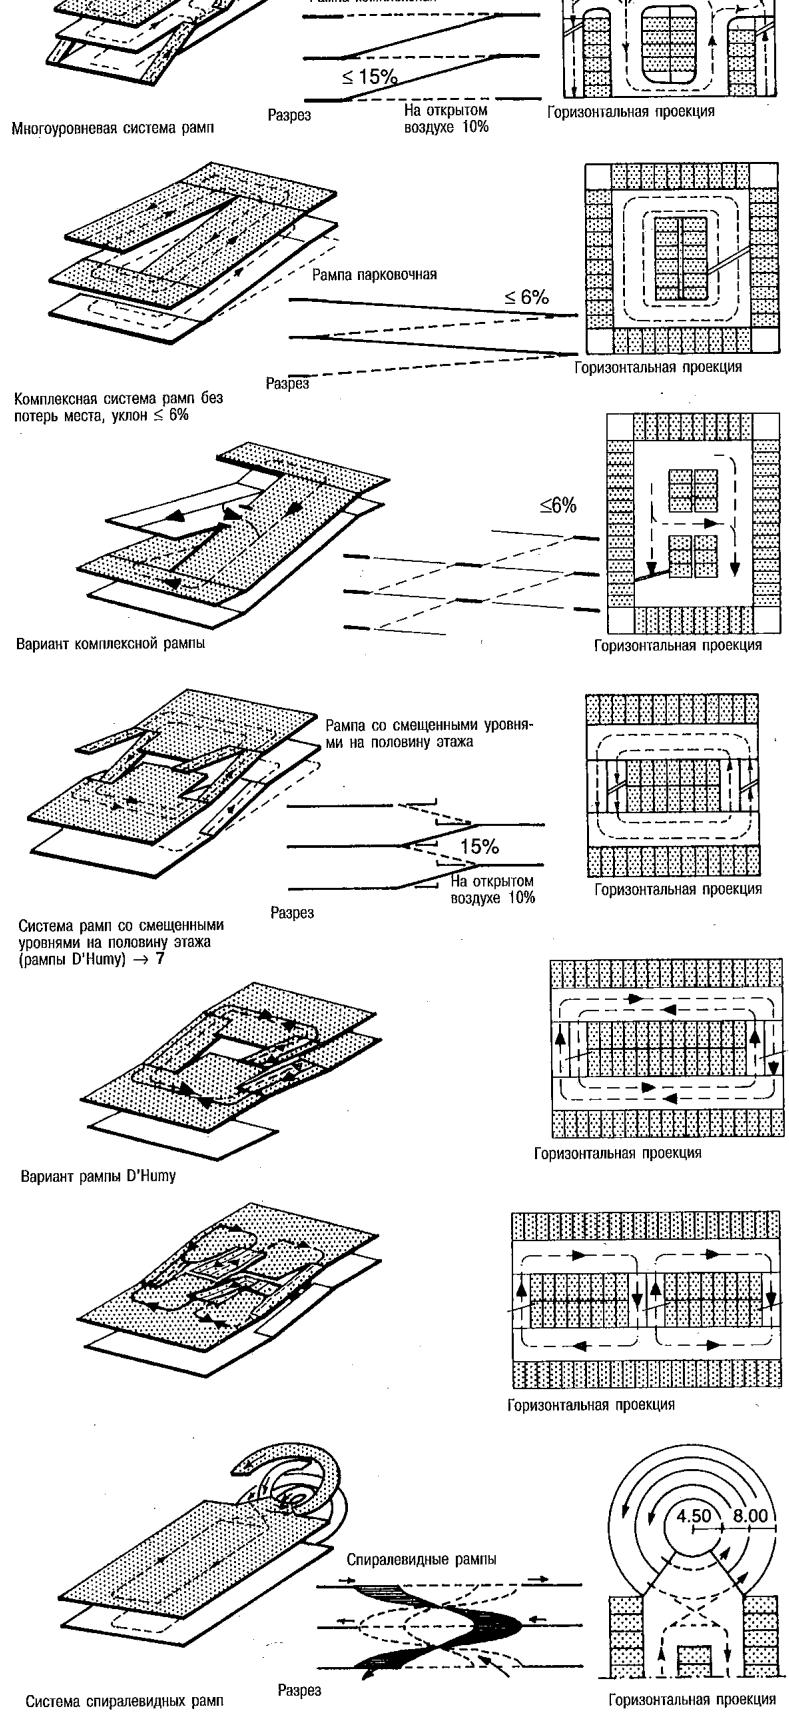 ≤ 15%
Разрез
На открытом
воздухе 10%
Горизонтальная проекция
Многоуровневая система рамп
Рампа парковочная
≤ 6%
Разрез
Горизонтальная проекция
Комплексная система рамп без
потерь места, уклон ≤ 6%
≤6%
Вариант комплексной рампы
Горизонтальная проекция
Рампа со смещенными уровня-
ми на половину этажа
15%
На открытом
воздухе 10%
Разрез
Горизонтальная проекция
Система рамп со смещенными
уровнями на половину этажа
(рампы D'Humy) → 7
Горизонтальная проекция
Вариант рампы D'Humy
Горизонтальная проекция
4.50
8.00
Спиралевидные рампы
Разрез
Система спиралевидных рамп
Горизонтальная проекция